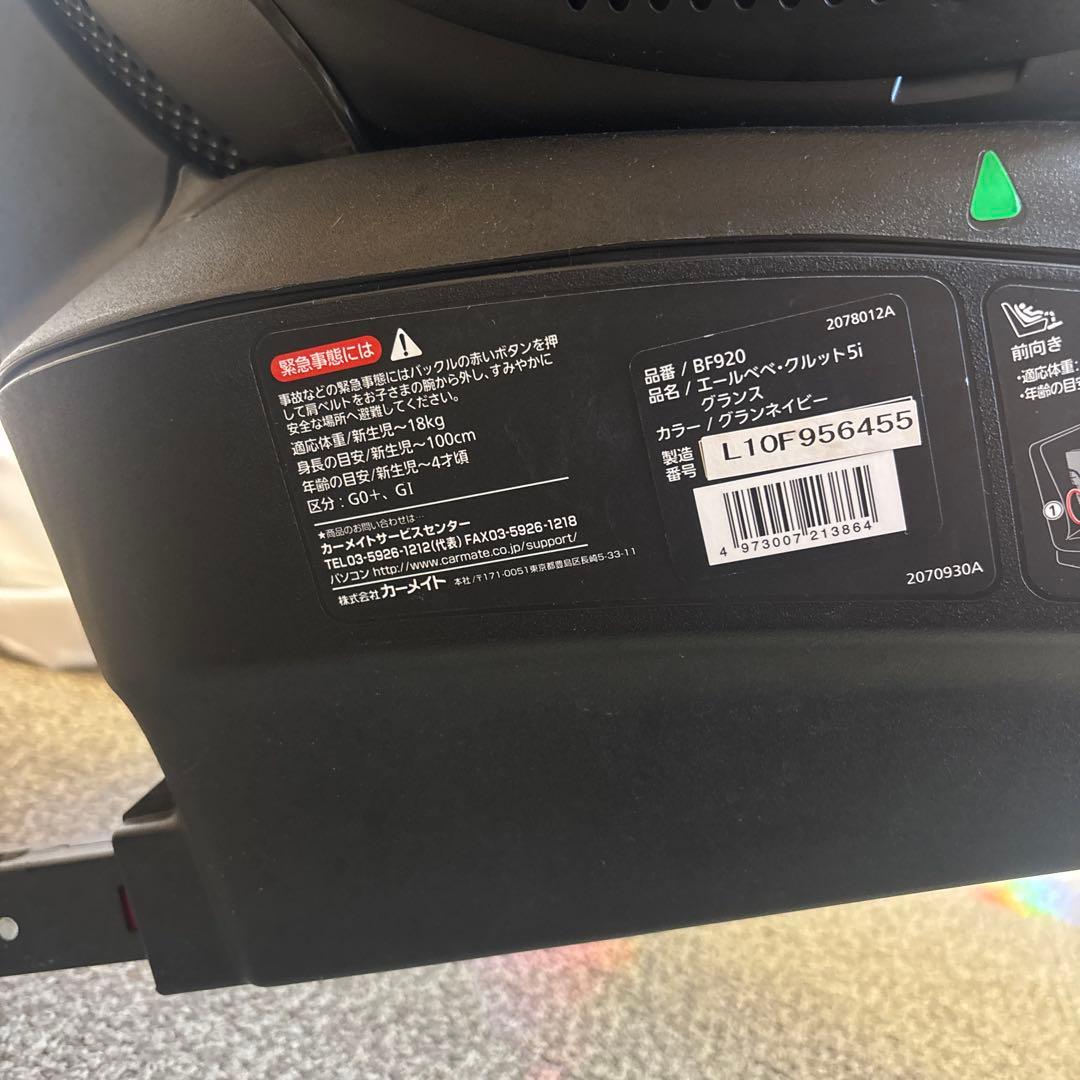 緊急事態には
事故などの緊急事態にはバックルの赤いボタンを押
して肩ベルトをお子さまの腕から外し、すみやかに
安全な場所へ避難してください。
適応体重/新生児〜18kg
身長の目安/新生児〜100cm
年齢の目安/新生児〜4才頃
区分：G0+、GI
★商品のお問い合わせは…
カーメイトサービスセンター
TEL03-5926-1212(代表) FAX03-5926-1218
パソコン http://www.carmate.co.jp/support/
株式会社 カーメイト 本社/〒171-0051東京都豊島区長崎5-33-11
2078012A
品番 / BF920
品名 / エールベベ・クルット5i
グランス
カラー / グランネイビー
製造
番号
L10F956455
4 973007 213864
2070930A
前向き
・適応体重:
・年齢の目安
1